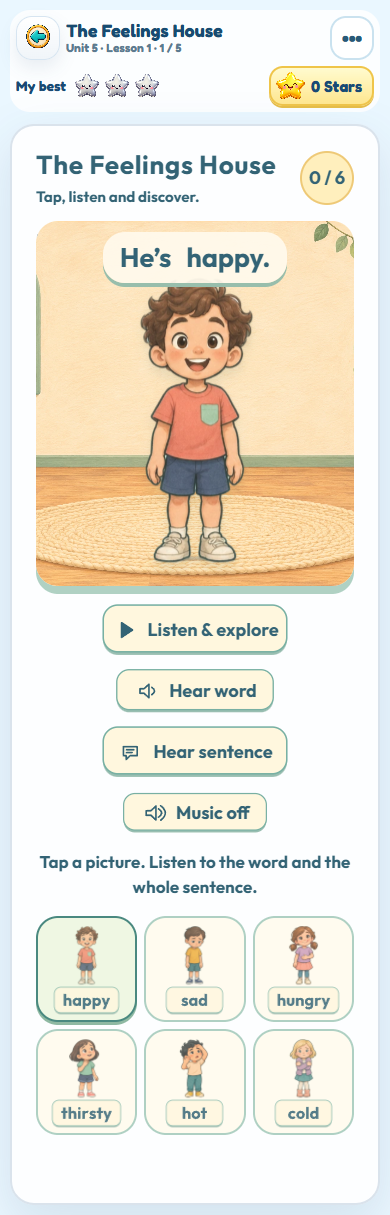 The Feelings House
Unit 5 · Lesson 1 · 1 / 5
My best
0 Stars
The Feelings House
Tap, listen and discover.
0 / 6
He’s happy.
Listen & explore
Hear word
Hear sentence
Music off
Tap a picture. Listen to the word and the
whole sentence.
happy
sad
hungry
thirsty
hot
cold